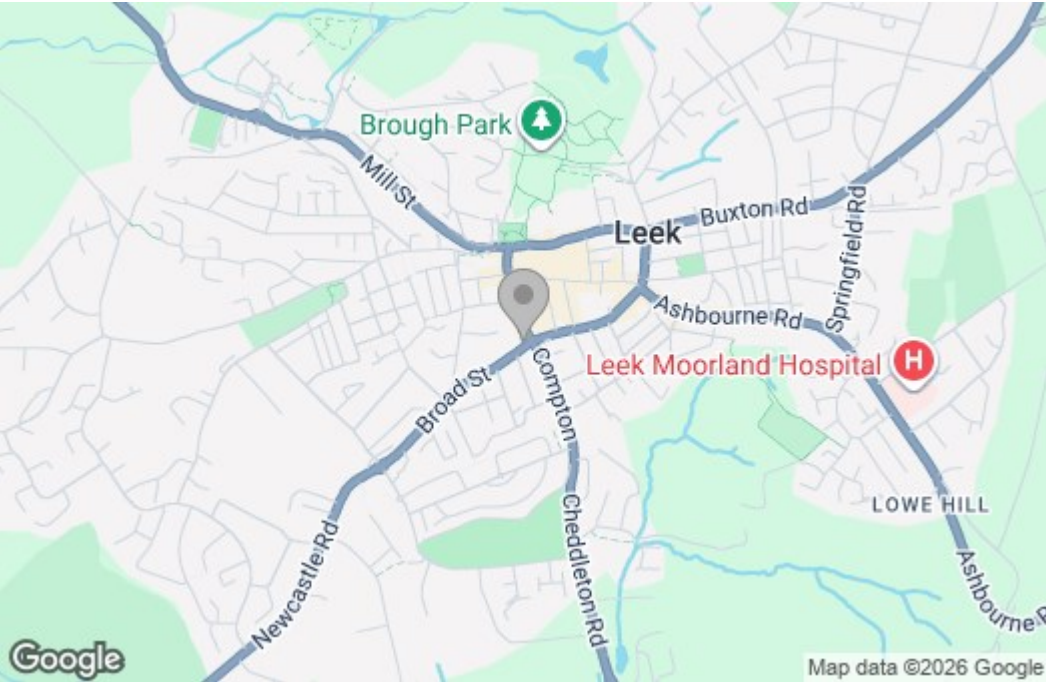 Brough Park
Mill St
Buxton Rd
Leek
Springfield Rd
Ashbourne Rd
Leek Moorland Hospital
H
Compton
Broad St
LOWE HILL
Cheddleton Rd
Newcastle Rd
Ashbourne R
Google
Map data ©2026 Google